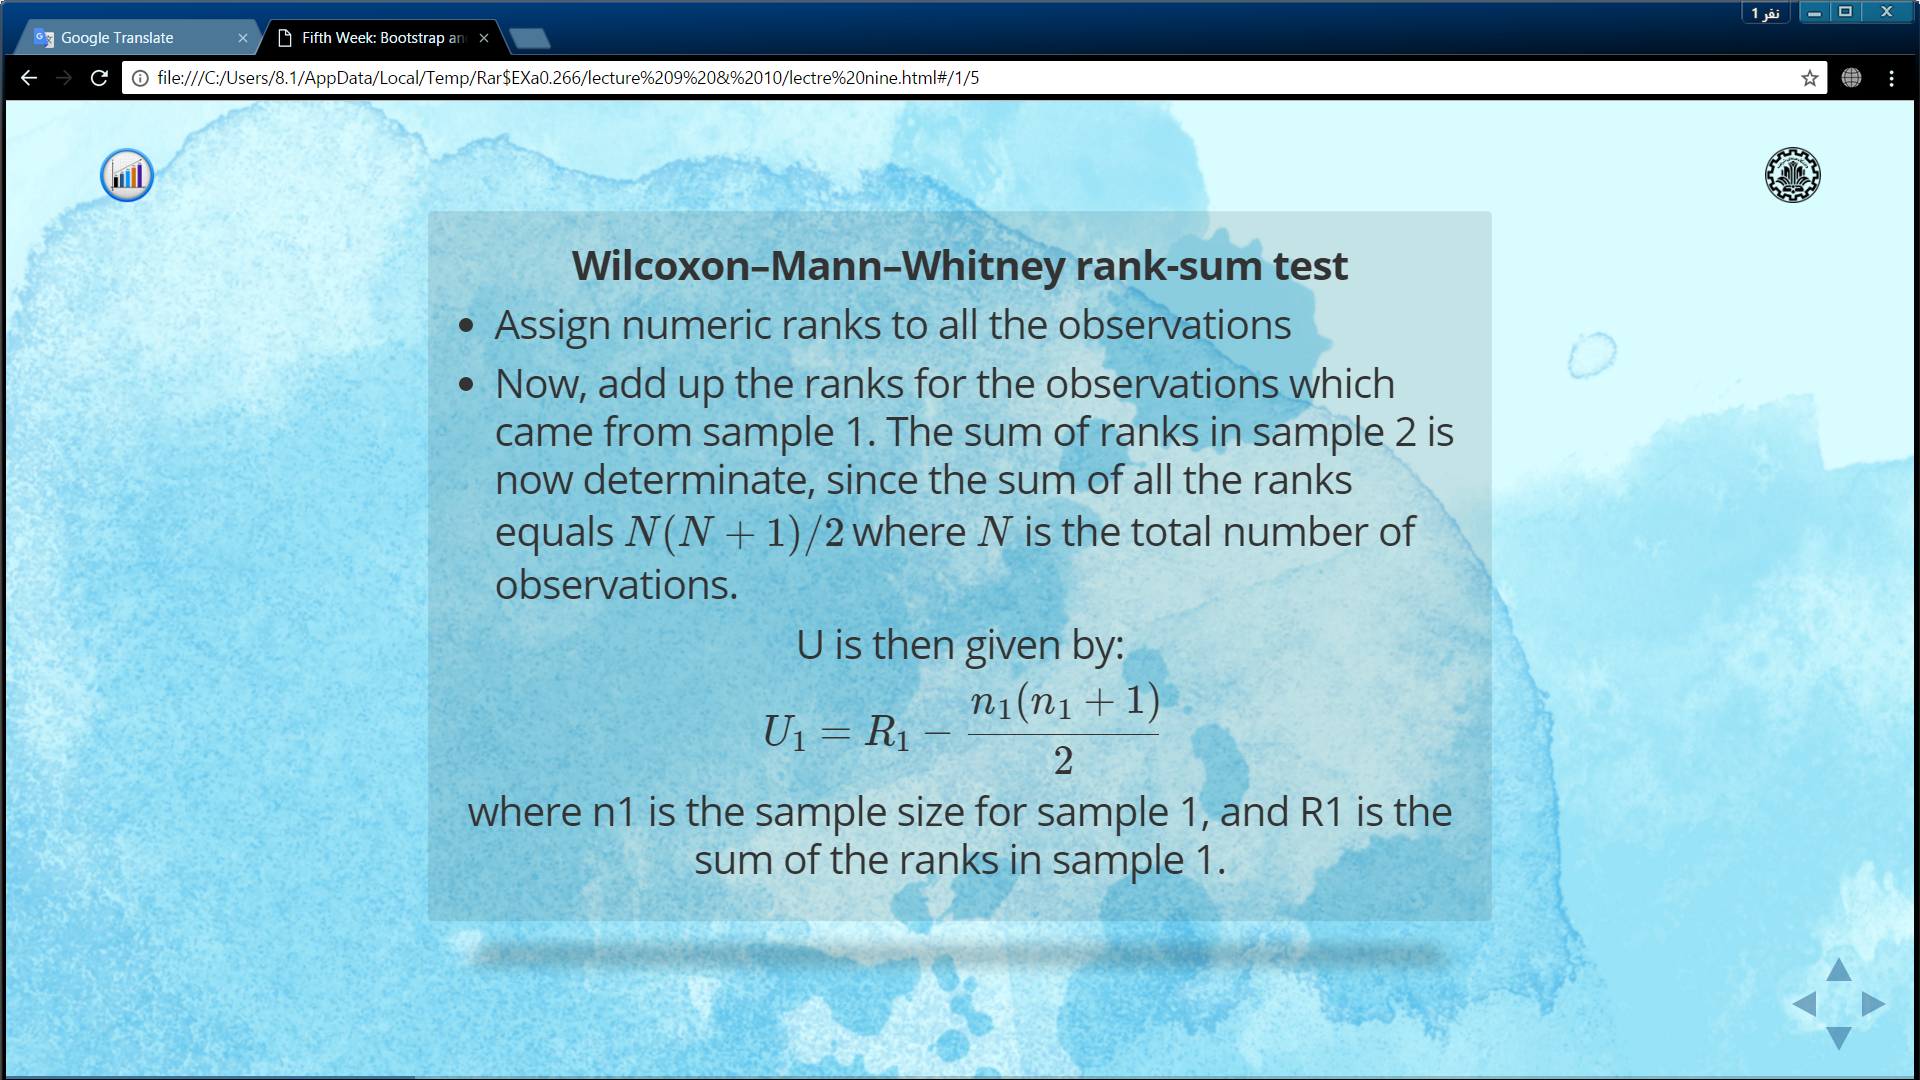 نفر 1
Google Translate
Fifth Week: Bootstrap an
file:///C:/Users/8.1/AppData/Local/Temp/Rar$EXa0.266/lecture%209%20&%2010/lectre%20nine.html#/1/5
Wilcoxon–Mann–Whitney rank-sum test
• Assign numeric ranks to all the observations
• Now, add up the ranks for the observations which
came from sample 1. The sum of ranks in sample 2 is
now determinate, since the sum of all the ranks
equals N(N + 1)/2 where N is the total number of
observations.
U is then given by:
U₁ = R₁ − n₁(n₁ + 1) / 2
where n1 is the sample size for sample 1, and R1 is the
sum of the ranks in sample 1.